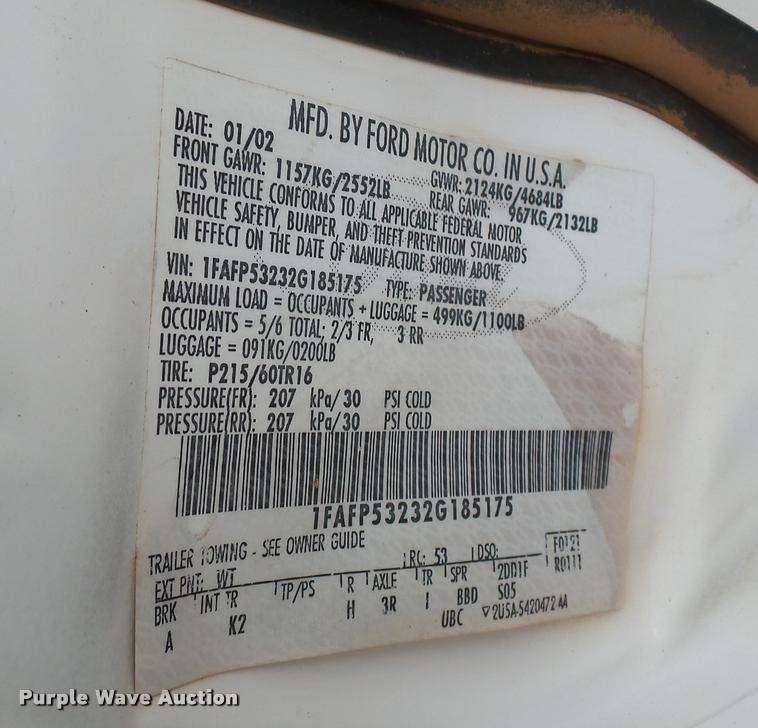 MFD. BY FORD MOTOR CO. IN U.S.A.
DATE: 01/02 GVWR: 2124KG/4684LB
FRONT GAWR: 1157KG/2552LB REAR GAWR: 967KG/2132LB
THIS VEHICLE CONFORMS TO ALL APPLICABLE FEDERAL MOTOR
VEHICLE SAFETY, BUMPER, AND THEFT PREVENTION STANDARDS
IN EFFECT ON THE DATE OF MANUFACTURE SHOWN ABOVE.
VIN: 1FAFP53232G185175 TYPE: PASSENGER
MAXIMUM LOAD = OCCUPANTS + LUGGAGE = 499KG/1100LB
OCCUPANTS = 5/6 TOTAL; 2/3 FR, 3 RR
LUGGAGE = 091KG/0200LB
TIRE: P215/60TR16
PRESSURE(FR): 207 kPa/ 30 PSI COLD
PRESSURE(RR): 207 kPa/ 30 PSI COLD
1FAFP53232G185175
TRAILER TOWING - SEE OWNER GUIDE
EXT PNT: WT RC: 53 DSO: F0121
BRK INT TR TP/PS R AXLE TR SPR 2DD1F R0111
A K2 H 3R I BBD S05
UBC ▽2U5A-5420472-AA
Purple Wave Auction